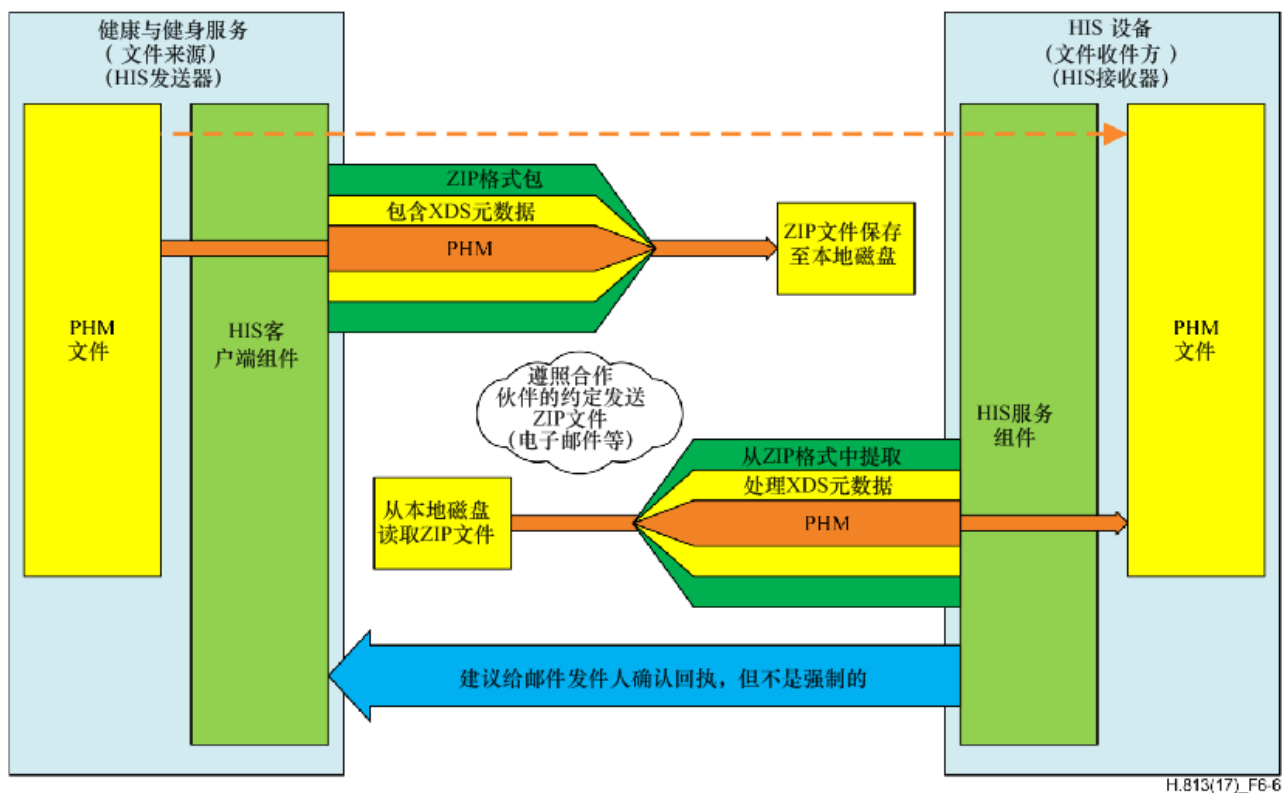 健康与健身服务
（ 文件来源）
(HIS发送器)
HIS 设备
(文件收件方 ）
(HIS接收器)
ZIP格式包
包含XDS元数据
PHM
ZIP文件保存
至本地磁盘
PHM
文件
HIS客
户端组件
PHM
文件
遵照合作
伙伴的约定发送
ZIP文件
(电子邮件等)
HIS服务
组件
从ZIP格式中提取
处理XDS元数据
PHM
从本地磁盘
读取ZIP文件
建议给邮件发件人确认回执，但不是强制的
H.813(17)_F6-6